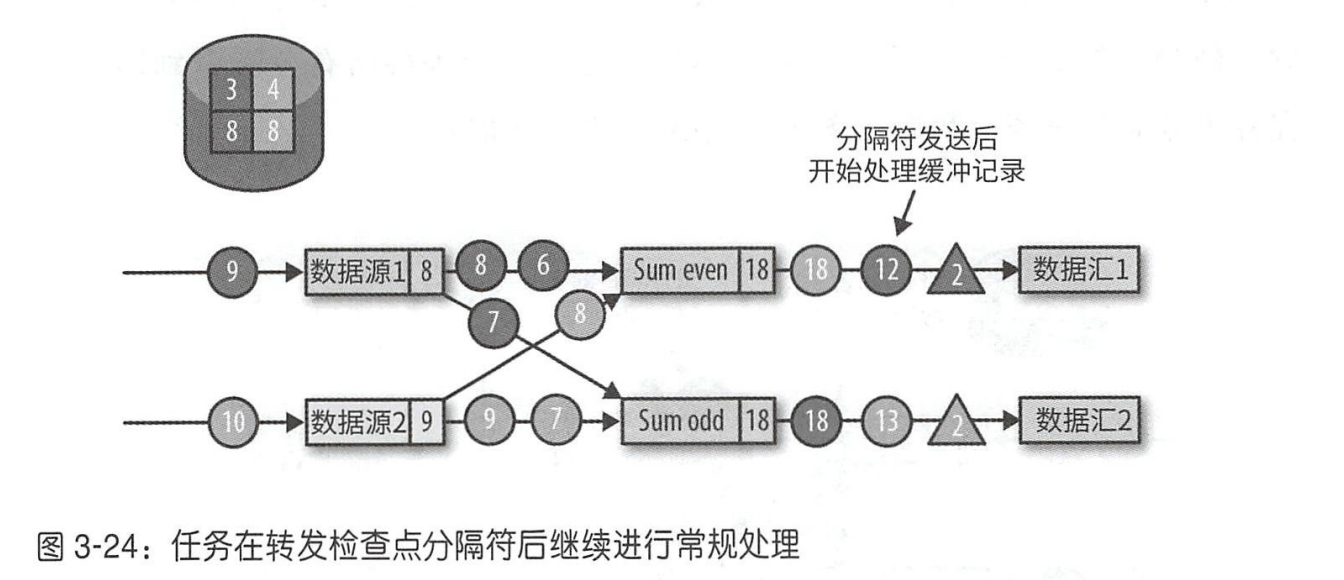 3 4
8 8
分隔符发送后
开始处理缓冲记录
9 数据源1 8 8 6 Sum even 18 18 12 2 数据汇1
7 8
10 数据源2 9 9 7 Sum odd 18 18 13 2 数据汇2
图 3-24：任务在转发检查点分隔符后继续进行常规处理